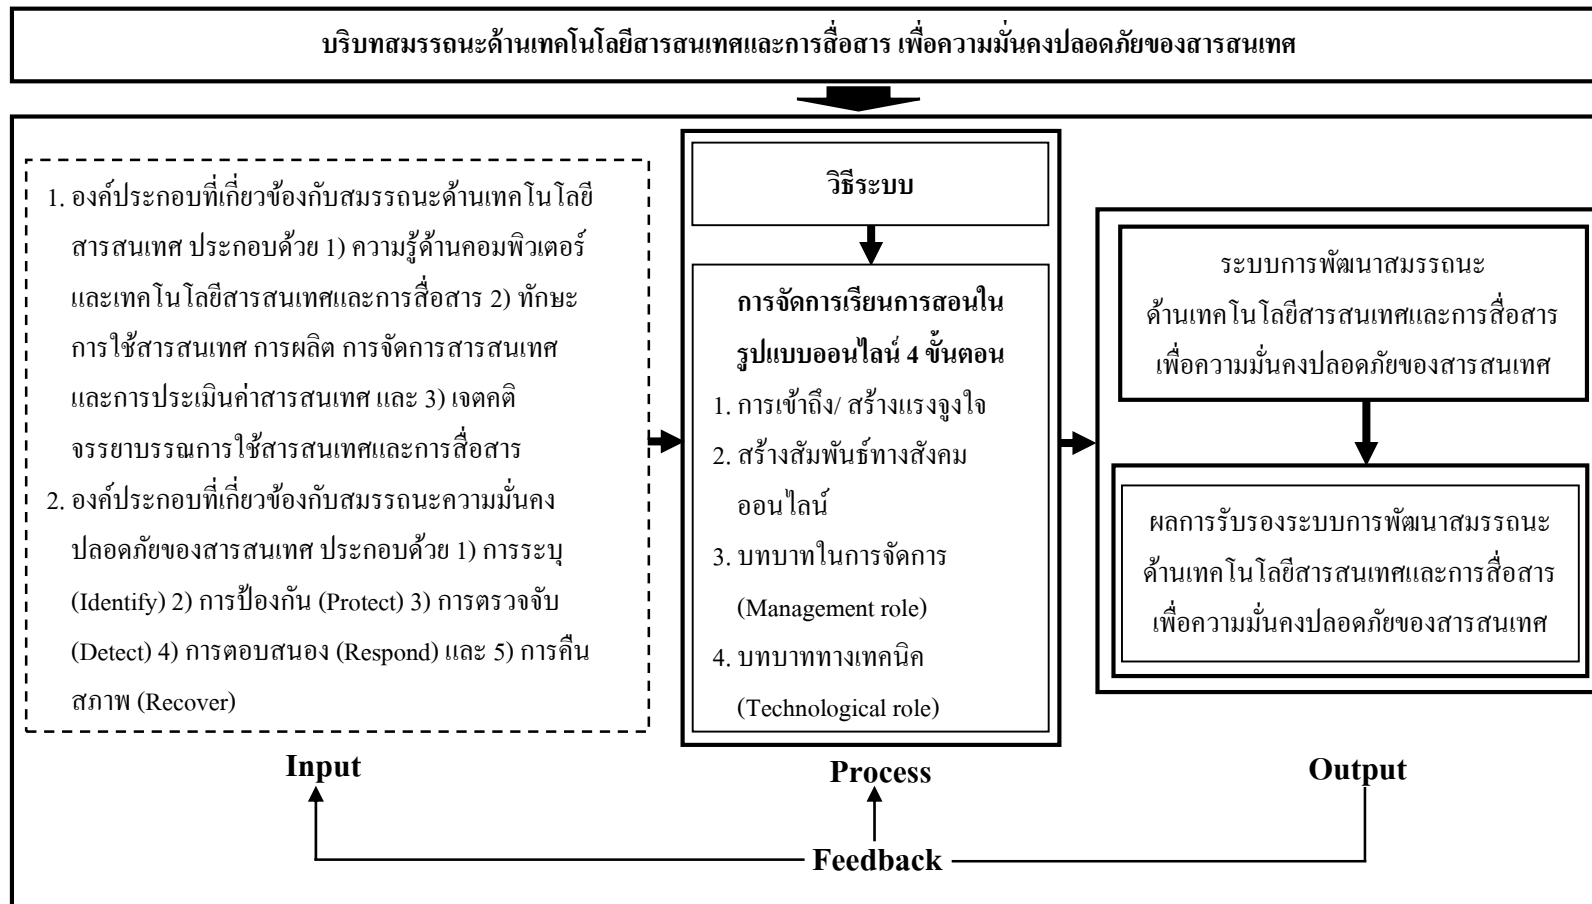 บริบทสมรรถนะด้านเทคโนโลยีสารสนเทศและการสื่อสาร เพื่อความมั่นคงปลอดภัยของสารสนเทศ
1. องค์ประกอบที่เกี่ยวข้องกับสมรรถนะด้านเทคโนโลยี
สารสนเทศ ประกอบด้วย 1) ความรู้ด้านคอมพิวเตอร์
และเทคโนโลยีสารสนเทศและการสื่อสาร 2) ทักษะ
การใช้สารสนเทศ การผลิต การจัดการสารสนเทศ
และการประเมินค่าสารสนเทศ และ 3) เจตคติ
จรรยาบรรณการใช้สารสนเทศและการสื่อสาร
2. องค์ประกอบที่เกี่ยวข้องกับสมรรถนะความมั่นคง
ปลอดภัยของสารสนเทศ ประกอบด้วย 1) การระบุ
(Identify) 2) การป้องกัน (Protect) 3) การตรวจจับ
(Detect) 4) การตอบสนอง (Respond) และ 5) การคืน
สภาพ (Recover)
Input
วิธีระบบ
การจัดการเรียนการสอนใน
รูปแบบออนไลน์ 4 ขั้นตอน
1. การเข้าถึง/ สร้างแรงจูงใจ
2. สร้างสัมพันธ์ทางสังคม
ออนไลน์
3. บทบาทในการจัดการ
(Management role)
4. บทบาททางเทคนิค
(Technological role)
Process
ระบบการพัฒนาสมรรถนะ
ด้านเทคโนโลยีสารสนเทศและการสื่อสาร
เพื่อความมั่นคงปลอดภัยของสารสนเทศ
ผลการรับรองระบบการพัฒนาสมรรถนะ
ด้านเทคโนโลยีสารสนเทศและการสื่อสาร
เพื่อความมั่นคงปลอดภัยของสารสนเทศ
Output
Feedback